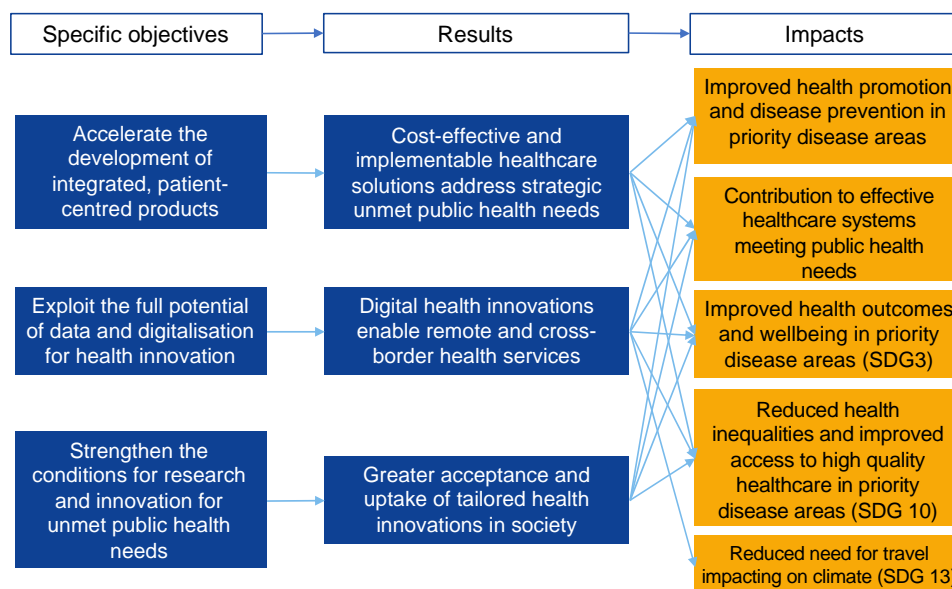 Specific objectives
Results
Impacts
Accelerate the
development of
integrated, patient-
centred products
Cost-effective and
implementable healthcare
solutions address strategic
unmet public health needs
Improved health promotion
and disease prevention in
priority disease areas
Contribution to effective
healthcare systems
meeting public health
needs
Exploit the full potential
of data and digitalisation
for health innovation
Digital health innovations
enable remote and cross-
border health services
Improved health outcomes
and wellbeing in priority
disease areas (SDG3)
Strengthen the
conditions for research
and innovation for
unmet public health
needs
Greater acceptance and
uptake of tailored health
innovations in society
Reduced health
inequalities and improved
access to high quality
healthcare in priority
disease areas (SDG 10)
Reduced need for travel
impacting on climate (SDG 13)